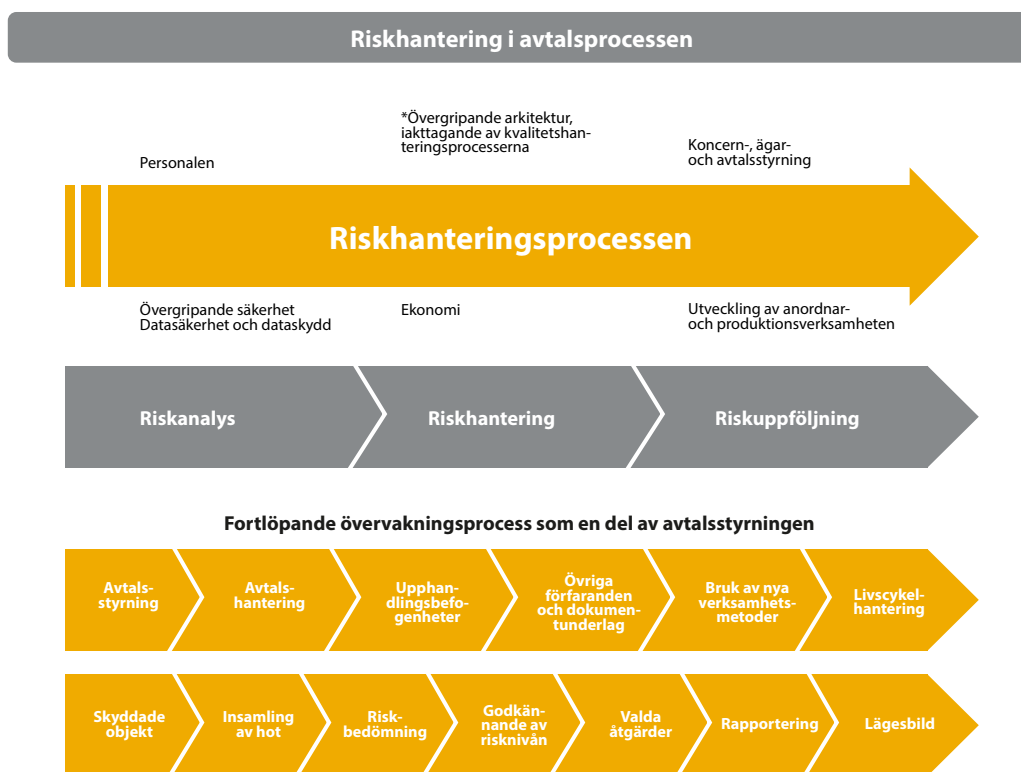 Riskhantering i avtalsprocessen
Personalen
*Övergripande arkitektur,
iakttagande av kvalitetshan-
teringsprocesserna
Koncern-, ägar-
och avtalsstyrning
Riskhanteringsprocessen
Övergripande säkerhet
Datasäkerhet och dataskydd
Ekonomi
Utveckling av anordnar-
och produktionsverksamheten
Riskanalys
Riskhantering
Riskuppföljning
Fortlöpande övervakningsprocess som en del av avtalsstyrningen
Avtals-
styrning
Avtals-
hantering
Upphan-
dlingsbefo-
genheter
Övriga
förfaranden
och dokumen-
tunderlag
Bruk av nya
verksamhets-
metoder
Livscykel-
hantering
Skyddade
objekt
Insamling
av hot
Risk-
bedömning
Godkän-
nande av
risknivån
Valda
åtgärder
Rapportering
Lägesbild